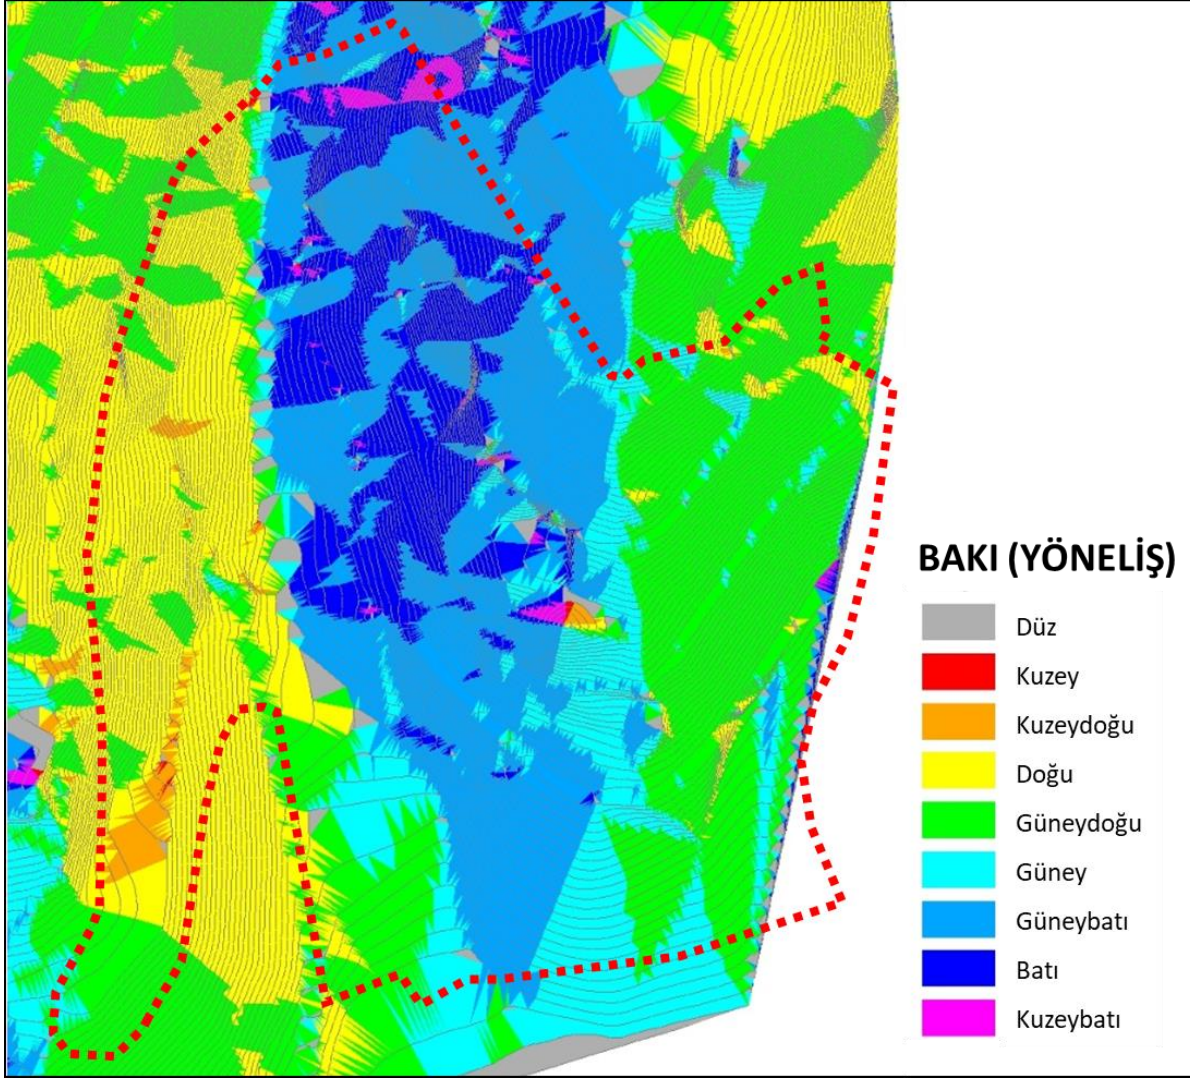 BAKI (YÖNELİŞ)
Düz
Kuzey
Kuzeydoğu
Doğu
Güneydoğu
Güney
Güneybatı
Batı
Kuzeybatı